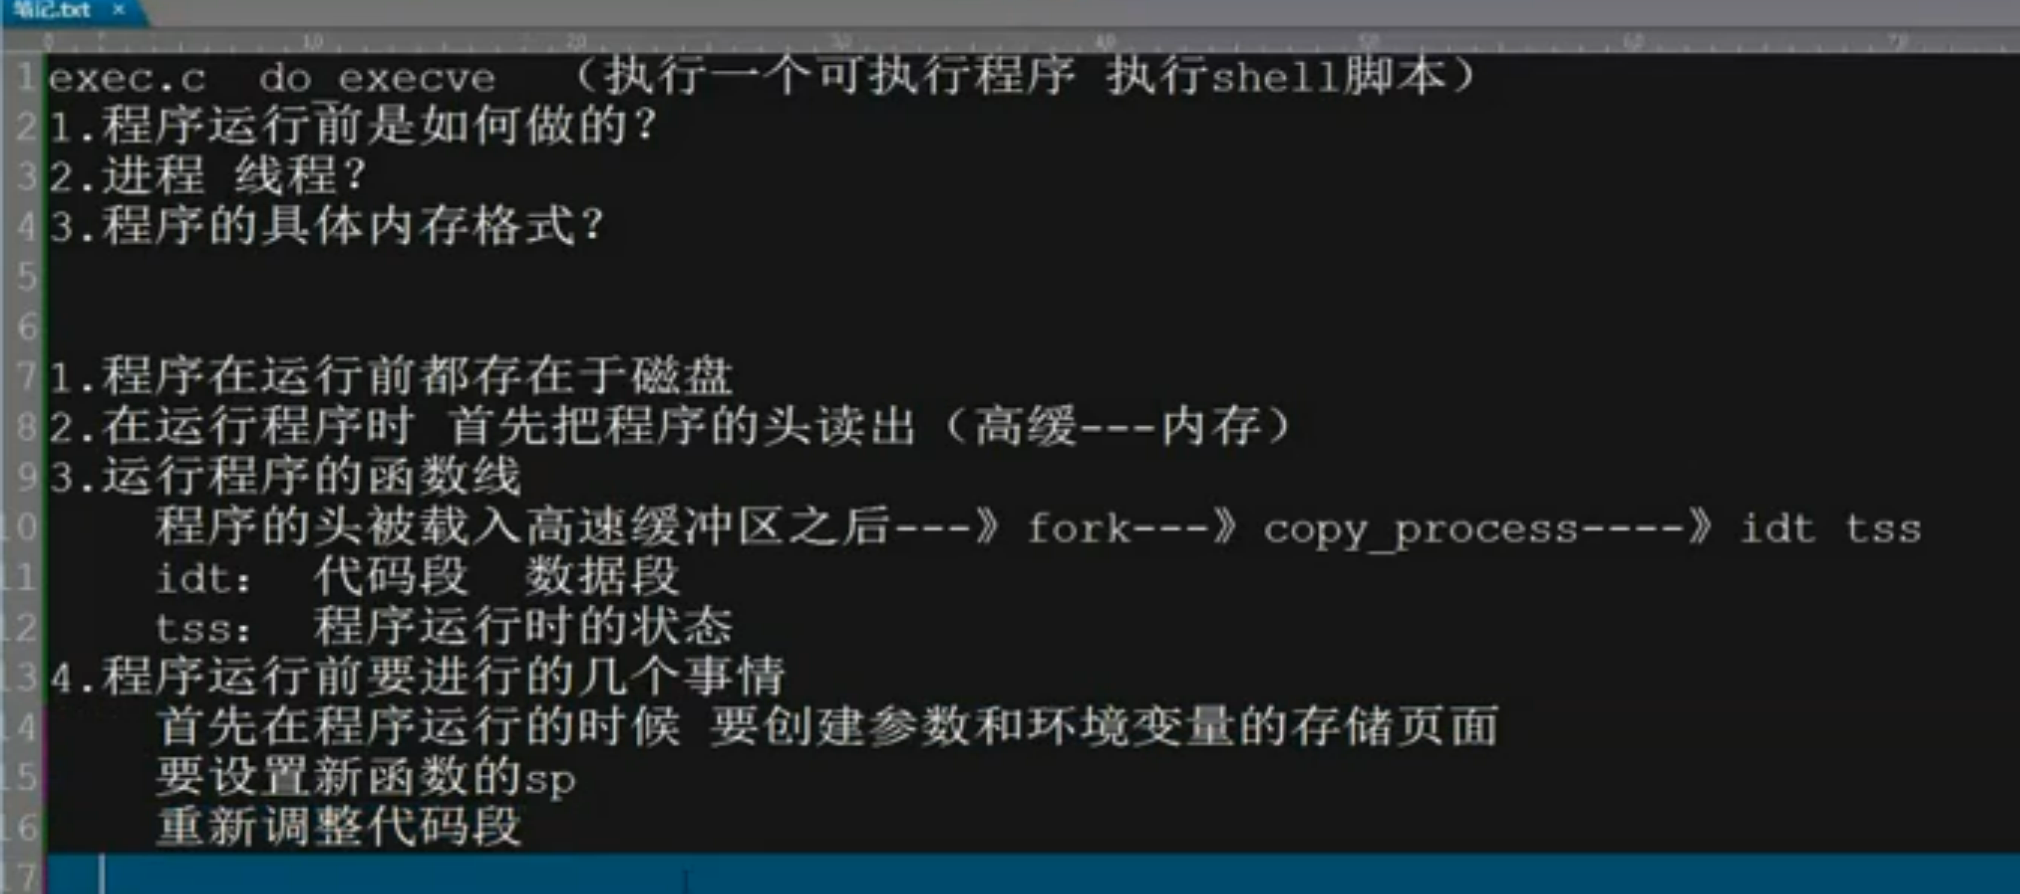 笔记.txt ×
0 10 20 30 40 50 60 70
1 exec.c  do_execve  （执行一个可执行程序 执行shell脚本）
2 1.程序运行前是如何做的？
3 2.进程 线程？
4 3.程序的具体内存格式？
5
6
7 1.程序在运行前都存在于磁盘
8 2.在运行程序时 首先把程序的头读出（高缓---内存）
9 3.运行程序的函数线
10 程序的头被载入高速缓冲区之后---》fork---》copy_process----》idt tss
11 idt： 代码段  数据段
12 tss： 程序运行时的状态
13 4.程序运行前要进行的几个事情
14 首先在程序运行的时候 要创建参数和环境变量的存储页面
15 要设置新函数的sp
16 重新调整代码段
17